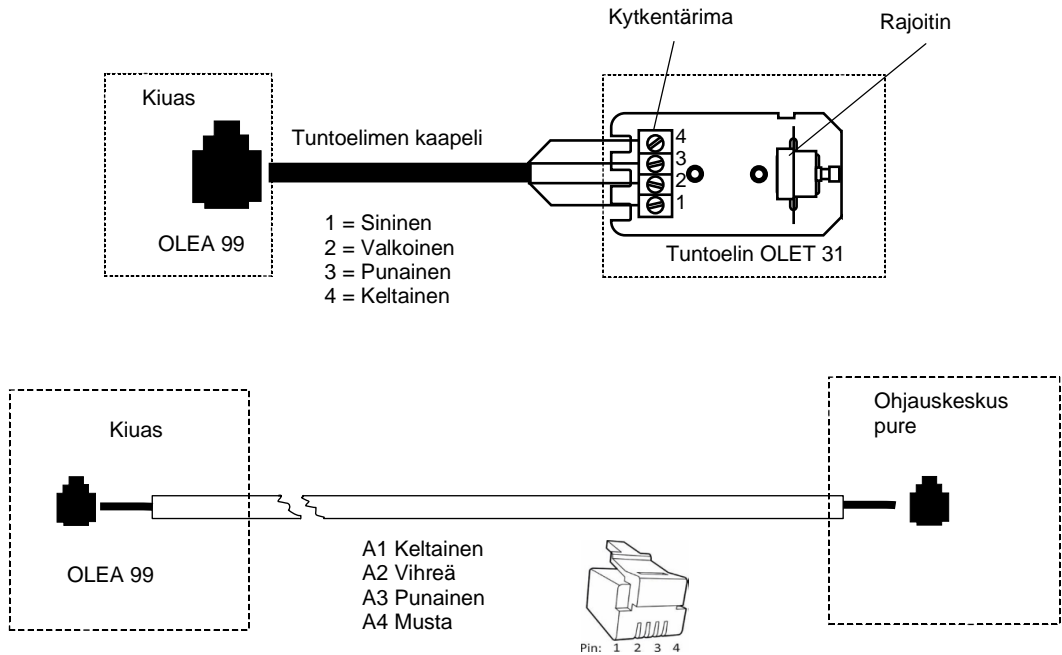 Kytkentärima
Rajoitin
Kiuas
Tuntoelimen kaapeli
4
3
2
1
OLEA 99
1 = Sininen
2 = Valkoinen
3 = Punainen
4 = Keltainen
Tuntoelin OLET 31
Kiuas
Ohjauskeskus
pure
OLEA 99
A1 Keltainen
A2 Vihreä
A3 Punainen
A4 Musta
Pin: 1 2 3 4